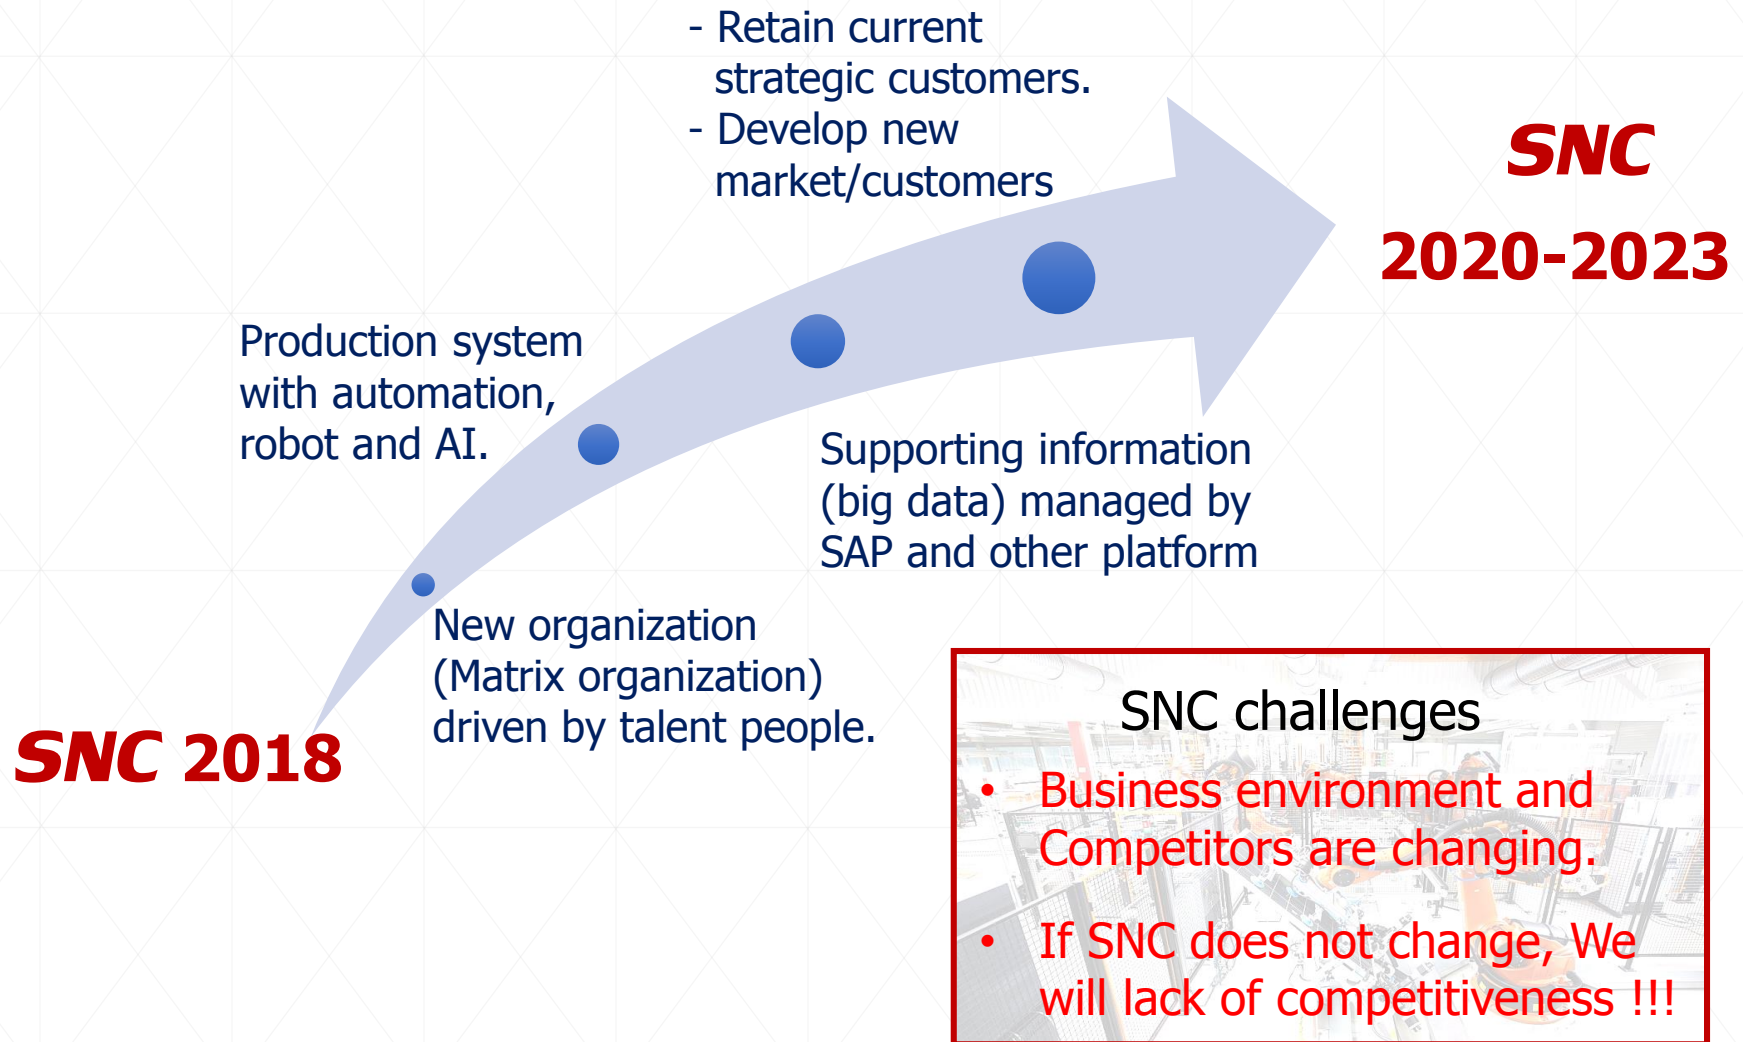 - Retain current
strategic customers.
- Develop new
market/customers
SNC
2020-2023
Production system
with automation,
robot and AI.
Supporting information
(big data) managed by
SAP and other platform
New organization
(Matrix organization)
driven by talent people.
SNC 2018
SNC challenges
• Business environment and
Competitors are changing.
• If SNC does not change, We
will lack of competitiveness !!!